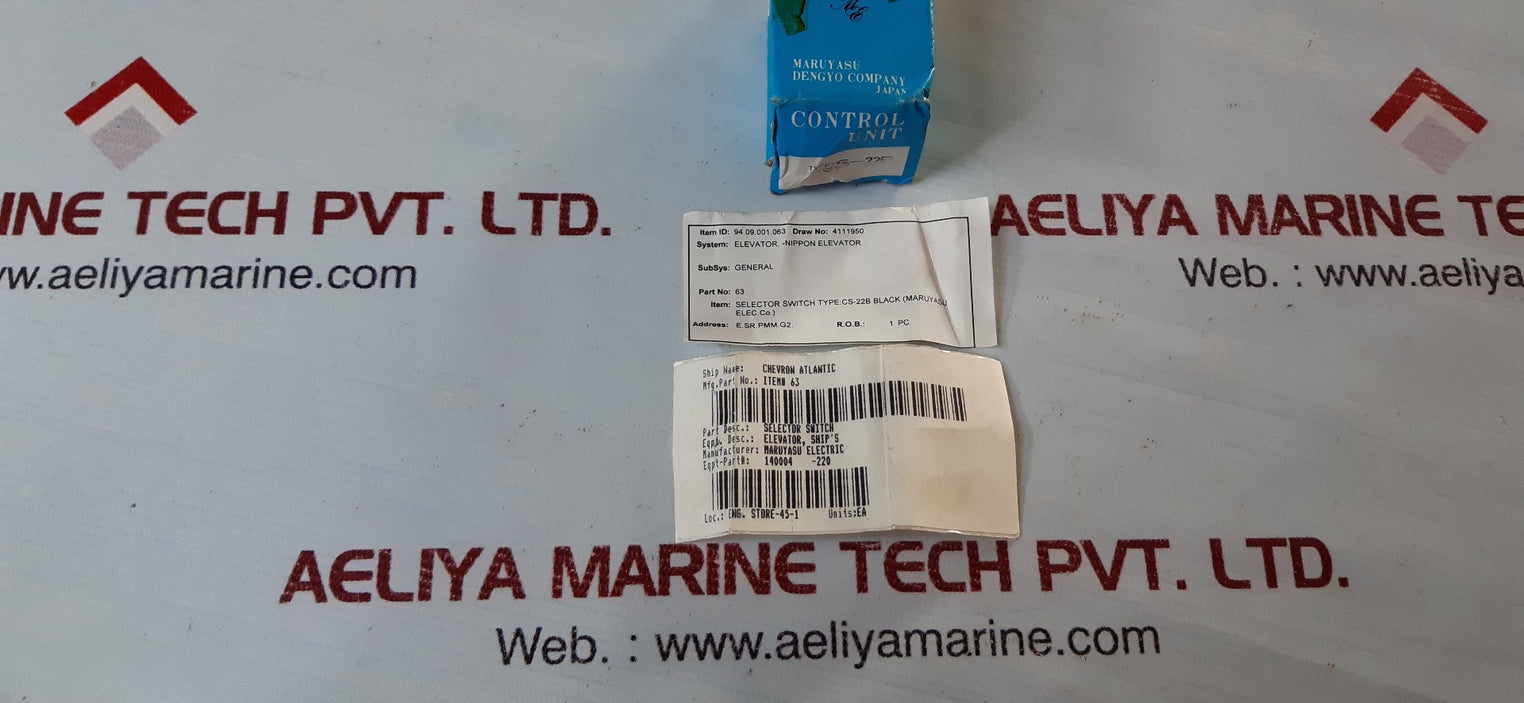 ME
MARUYASU
DENGYO COMPANY
JAPAN
CONTROL
UNIT
INE TECH PVT. LTD.
w.aeliyamarine.com
AELIYA MARINE TE
Web. : www.aeliya
Item ID: 94.09.001.063 Draw No: 4111950
System: ELEVATOR, -NIPPON ELEVATOR
SubSys: GENERAL
Part No: 63
Item: SELECTOR SWITCH TYPE:CS-22B BLACK (MARUYASU
ELEC.Co.)
Address: E.SR.PMM.G2. R.O.B.: 1 PC
Ship Name: CHEVRON ATLANTIC
Mfg.Part No.: ITEM# 63
Part Desc.: SELECTOR SWITCH
Eqpt. Desc.: ELEVATOR, SHIP'S
Manufacturer: MARUYASU ELECTRIC
Eqpt-Part#: 140004 -220
Loc.: ENG. STORE-45-1 Units:EA
AELIYA MARINE TECH PVT. LTD.
Web. : www.aeliyamarine.com